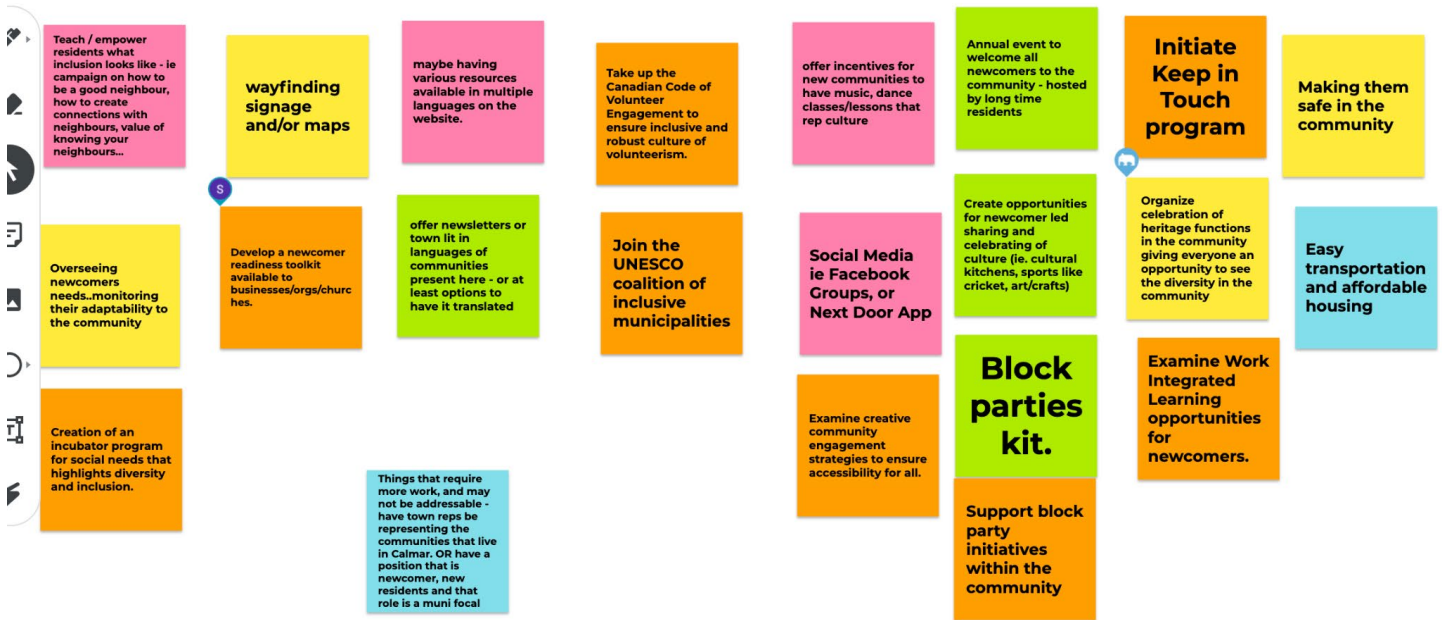 Teach / empower
residents what
inclusion looks like - ie
campaign on how to
be a good neighbour,
how to create
connections with
neighbours, value of
knowing your
neighbours...
wayfinding
signage
and/or maps
maybe having
various resources
available in multiple
languages on the
website.
Take up the
Canadian Code of
Volunteer
Engagement to
ensure inclusive and
robust culture of
volunteerism.
offer incentives for
new communities to
have music, dance
classes/lessons that
rep culture
Annual event to
welcome all
newcomers to the
community - hosted
by long time
residents
Initiate
Keep in
Touch
program
Making them
safe in the
community
S
Overseeing
newcomers
needs..monitoring
their adaptability to
the community
Develop a newcomer
readiness toolkit
available to
businesses/orgs/churc
hes.
offer newsletters or
town lit in
languages of
communities
present here - or at
least options to
have it translated
Join the
UNESCO
coalition of
inclusive
municipalities
Social Media
ie Facebook
Groups, or
Next Door App
Create opportunities
for newcomer led
sharing and
celebrating of
culture (ie. cultural
kitchens, sports like
cricket, art/crafts)
Organize
celebration of
heritage functions
in the community
giving everyone an
opportunity to see
the diversity in the
community
Easy
transportation
and affordable
housing
Creation of an
incubator program
for social needs that
highlights diversity
and inclusion.
Things that require
more work, and may
not be addressable -
have town reps be
representing the
communities that live
in Calmar. OR have a
position that is
newcomer, new
residents and that
role is a muni focal
Examine creative
community
engagement
strategies to ensure
accessibility for all.
Block
parties
kit.
Support block
party
initiatives
within the
community
Examine Work
Integrated
Learning
opportunities
for
newcomers.